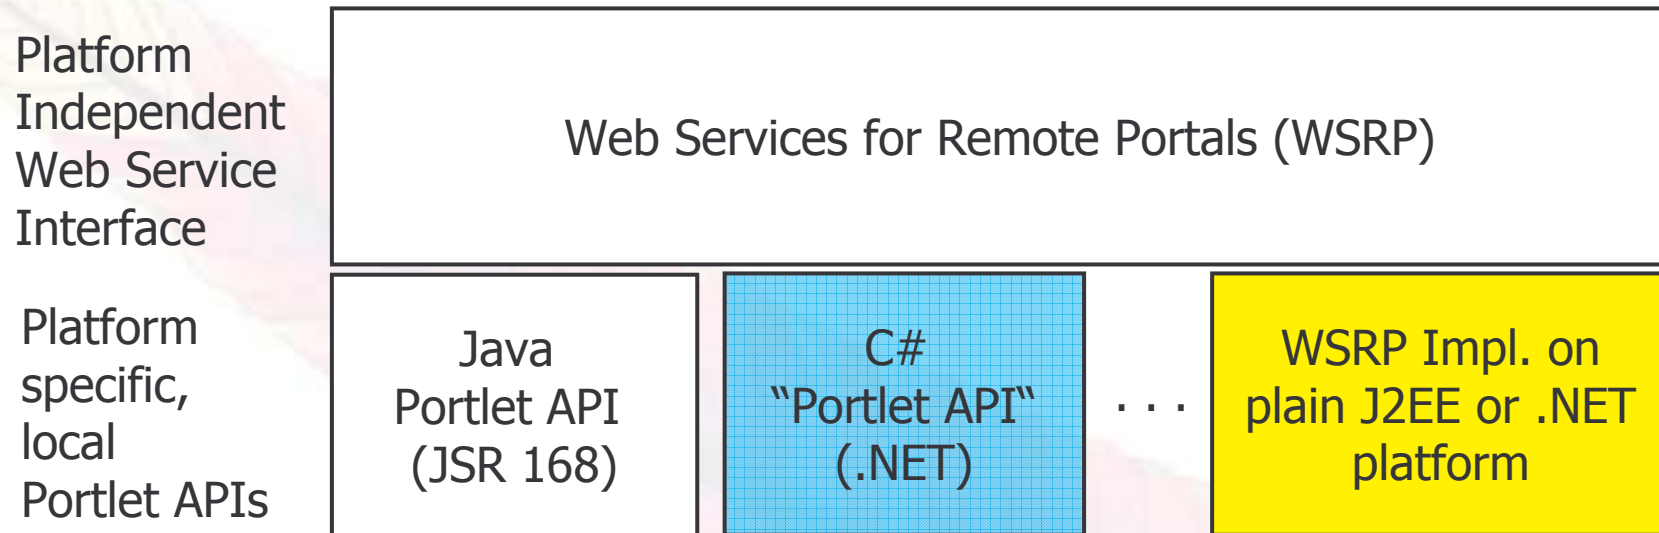 Platform
Independent
Web Service
Interface
Web Services for Remote Portals (WSRP)
Platform
specific,
local
Portlet APIs
Java
Portlet API
(JSR 168)
C#
“Portlet API“
(.NET)
. . .
WSRP Impl. on
plain J2EE or .NET
platform